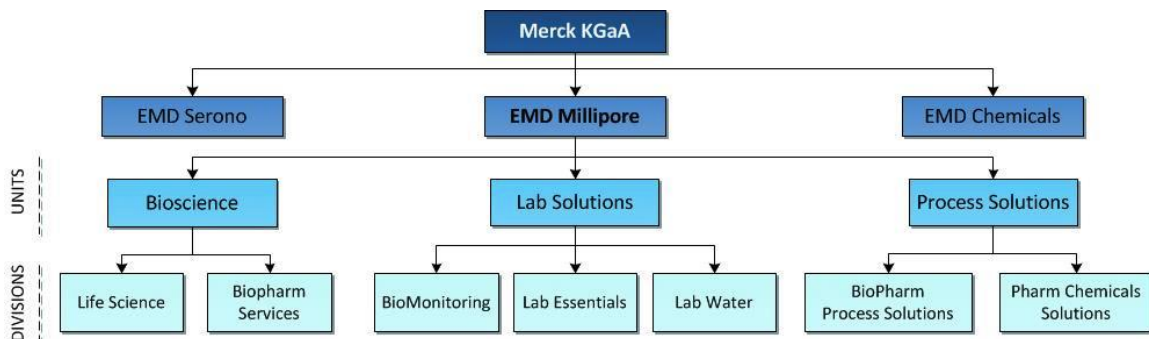 Merck KGaA
EMD Serono
EMD Millipore
EMD Chemicals
UNITS
Bioscience
Lab Solutions
Process Solutions
DIVISIONS
Life Science
Biopharm
Services
BioMonitoring
Lab Essentials
Lab Water
BioPharm
Process Solutions
Pharm Chemicals
Solutions